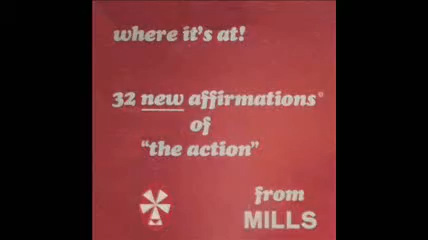 where it's at!
32 new affirmations®
of
"the action"
from
MILLS